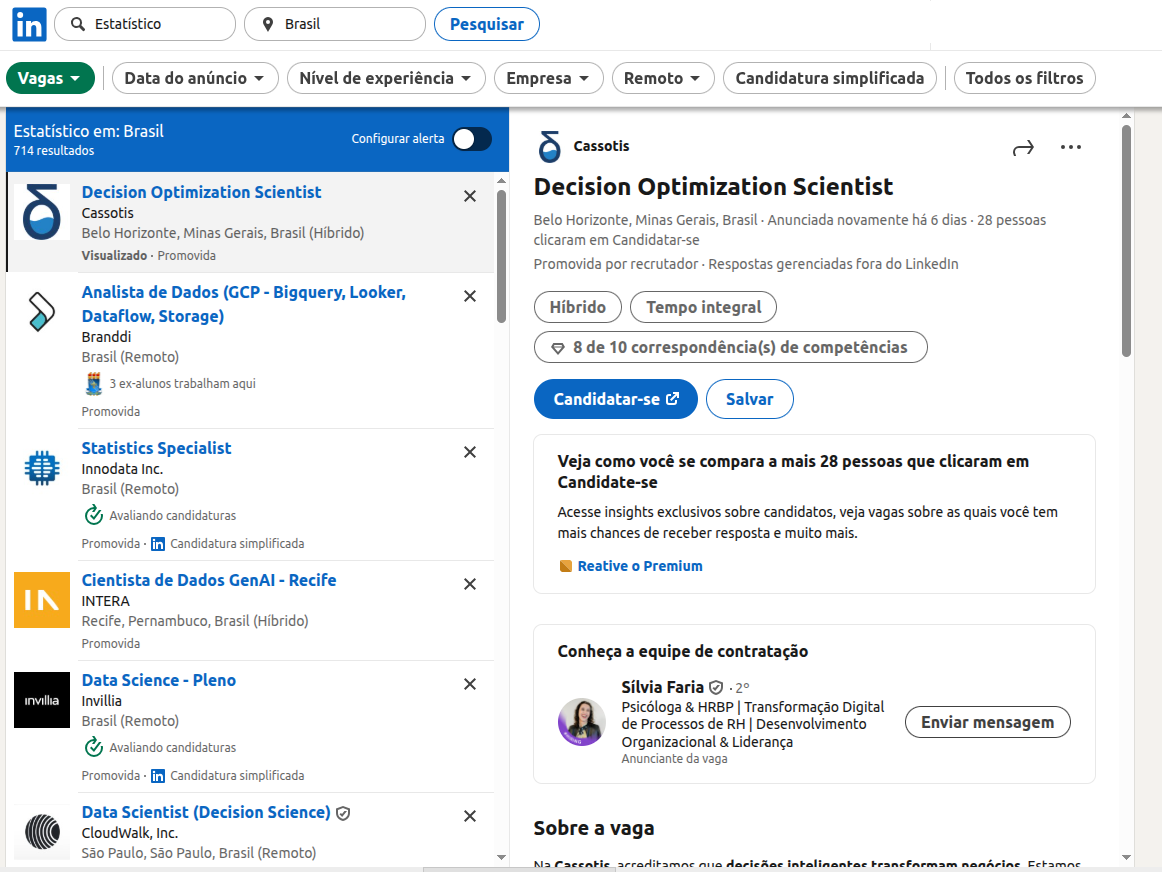 in Estatístico Brasil Pesquisar
Vagas Data do anúncio Nível de experiência Empresa Remoto Candidatura simplificada Todos os filtros
Estatístico em: Brasil
714 resultados
Configurar alerta
Decision Optimization Scientist
Cassotis
Belo Horizonte, Minas Gerais, Brasil (Híbrido)
Visualizado · Promovida
Analista de Dados (GCP - Bigquery, Looker,
Dataflow, Storage)
Branddi
Brasil (Remoto)
3 ex-alunos trabalham aqui
Promovida
Statistics Specialist
Innodata Inc.
Brasil (Remoto)
Avaliando candidaturas
Promovida · in Candidatura simplificada
Cientista de Dados GenAI - Recife
INTERA
Recife, Pernambuco, Brasil (Híbrido)
Promovida
invillia
Data Science - Pleno
Invillia
Brasil (Remoto)
Avaliando candidaturas
Promovida · in Candidatura simplificada
Data Scientist (Decision Science)
CloudWalk, Inc.
São Paulo, São Paulo, Brasil (Remoto)
Cassotis
Decision Optimization Scientist
Belo Horizonte, Minas Gerais, Brasil · Anunciada novamente há 6 dias · 28 pessoas
clicaram em Candidatar-se
Promovida por recrutador · Respostas gerenciadas fora do LinkedIn
Híbrido Tempo integral
8 de 10 correspondência(s) de competências
Candidatar-se Salvar
Veja como você se compara a mais 28 pessoas que clicaram em
Candidate-se
Acesse insights exclusivos sobre candidatos, veja vagas sobre as quais você tem
mais chances de receber resposta e muito mais.
Reative o Premium
Conheça a equipe de contratação
Sílvia Faria · 2º
Psicóloga & HRBP | Transformação Digital
de Processos de RH | Desenvolvimento
Organizacional & Liderança
Anunciante da vaga
Enviar mensagem
Sobre a vaga
Na Cassotis, acreditamos que decisões inteligentes transformam negócios. Estamos